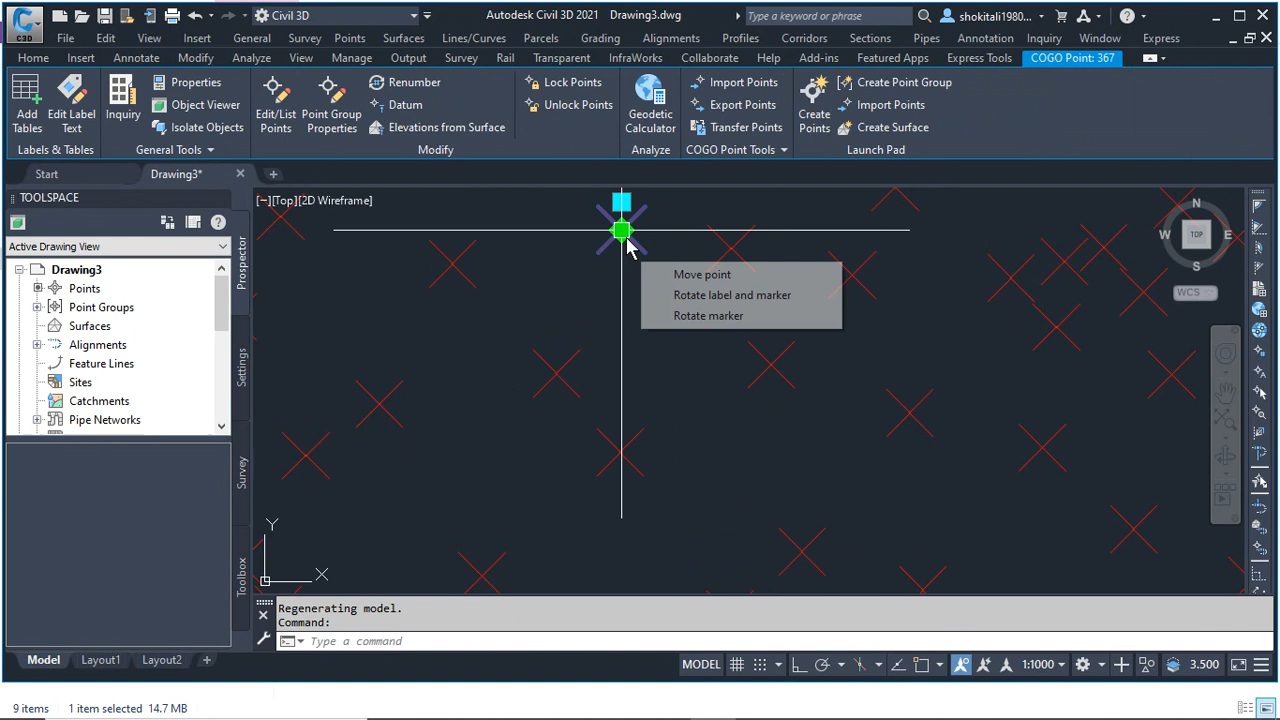 C3D
Civil 3D
Autodesk Civil 3D 2021 Drawing3.dwg
Type a keyword or phrase
shokitali1980...
File Edit View Insert General Survey Points Surfaces Lines/Curves Parcels Grading Alignments Profiles Corridors Sections Pipes Annotation Inquiry Window Express
Home Insert Annotate Modify Analyze View Manage Output Survey Rail Transparent InfraWorks Collaborate Add-ins Featured Apps Express Tools COGO Point: 367
Add Tables
Edit Label Text
Labels & Tables
Inquiry
Properties
Object Viewer
Isolate Objects
General Tools
Edit/List Points
Point Group Properties
Renumber
Datum
Elevations from Surface
Lock Points
Unlock Points
Modify
Geodetic Calculator
Analyze
Import Points
Export Points
Transfer Points
COGO Point Tools
Create Points
Create Point Group
Import Points
Create Surface
Launch Pad
Start
Drawing3*
TOOLSPACE
Active Drawing View
Drawing3
Points
Point Groups
Surfaces
Alignments
Feature Lines
Sites
Catchments
Pipe Networks
Prospector
Settings
Survey
Toolbox
[−][Top][2D Wireframe]
Move point
Rotate label and marker
Rotate marker
N
W TOP E
S
WCS
Y
X
Regenerating model.
Command:
Type a command
Model Layout1 Layout2 +
MODEL
1:1000
3.500
9 items 1 item selected 14.7 MB